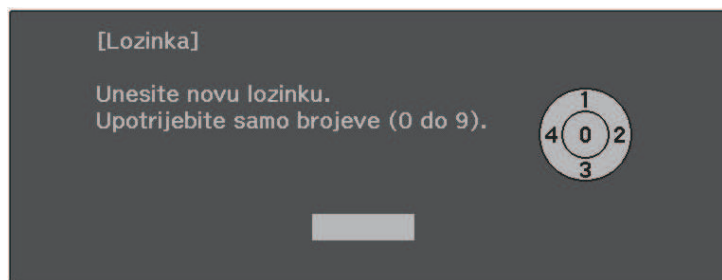 [Lozinka]
Unesite novu lozinku.
Upotrijebite samo brojeve (0 do 9).
1
4 0 2
3